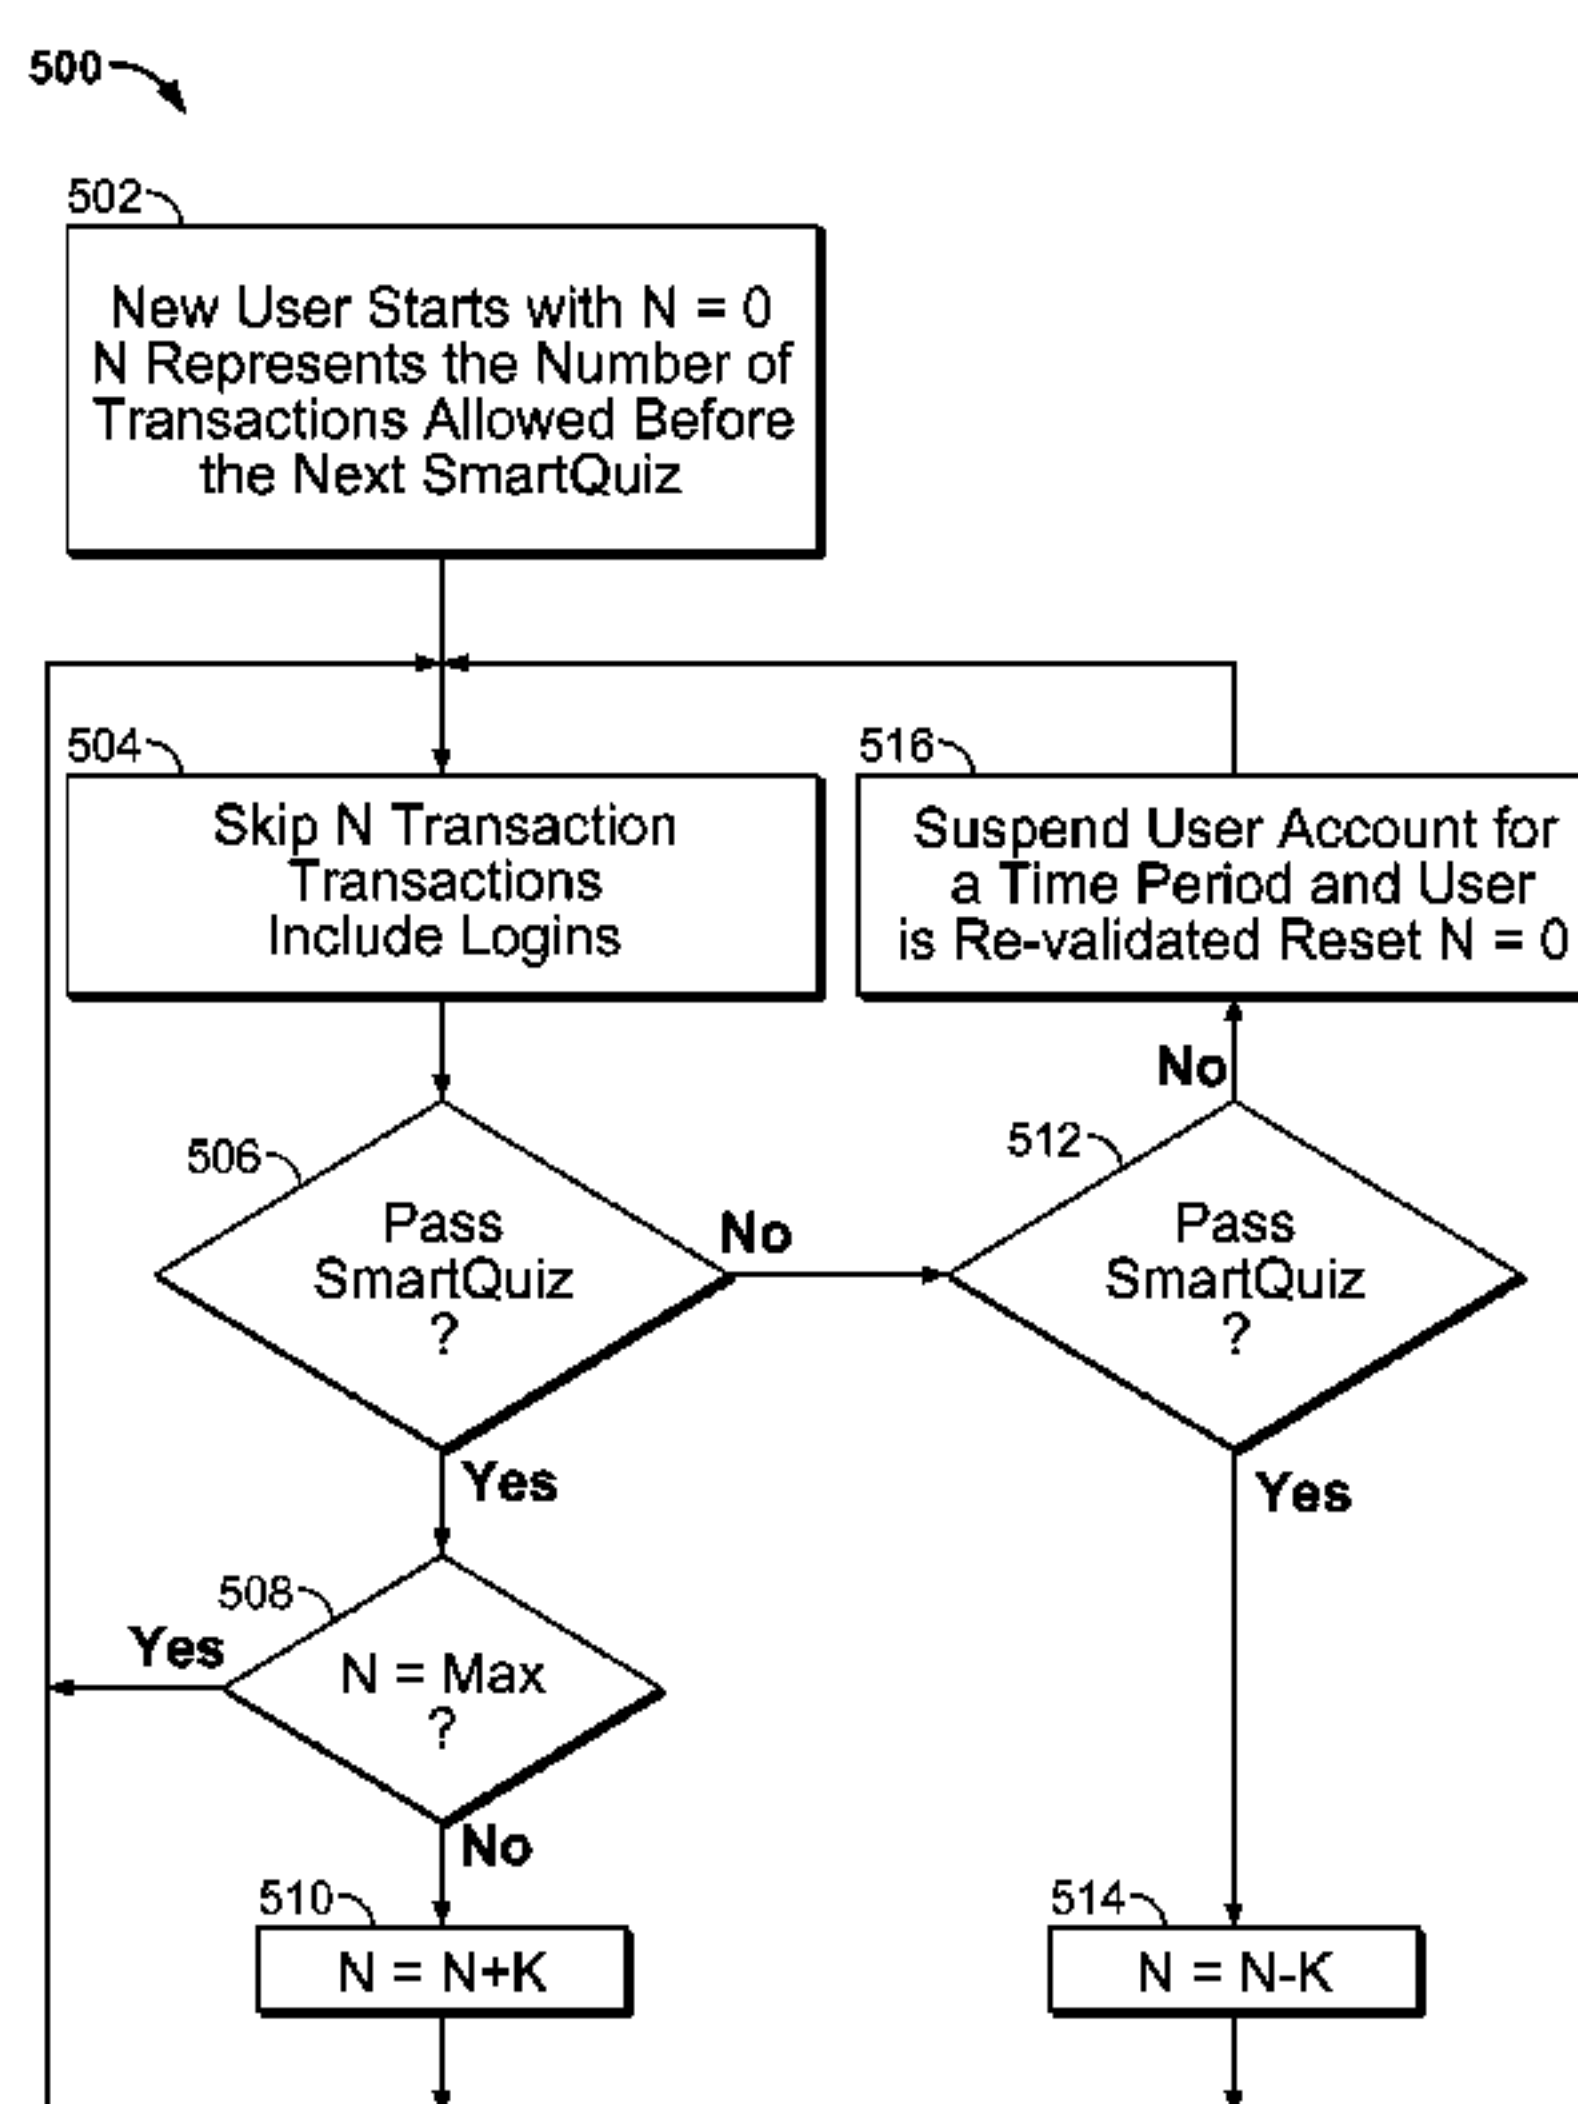 500
502
New User Starts with N = 0
N Represents the Number of
Transactions Allowed Before
the Next SmartQuiz
504
Skip N Transaction
Transactions
Include Logins
516
Suspend User Account for
a Time Period and User
is Re-validated Reset N = 0
No
506
Pass
SmartQuiz
?
No
512
Pass
SmartQuiz
?
Yes
Yes
508
Yes
N = Max
?
No
510
N = N+K
514
N = N-K